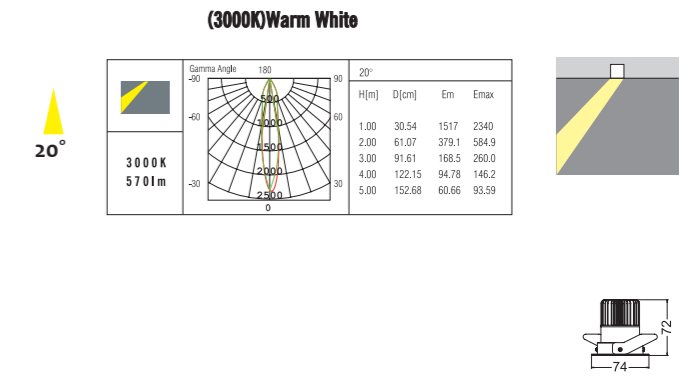 (3000K)Warm White
20°
3000K
570lm
Gamma Angle 180
-90 90
-60 60
-30 30
0
500
1000
1500
2000
2500
20°
H[m] D[cm] Em Emax
1.00 30.54 1517 2340
2.00 61.07 379.1 584.9
3.00 91.61 168.5 260.0
4.00 122.15 94.78 146.2
5.00 152.68 60.66 93.59
72
74